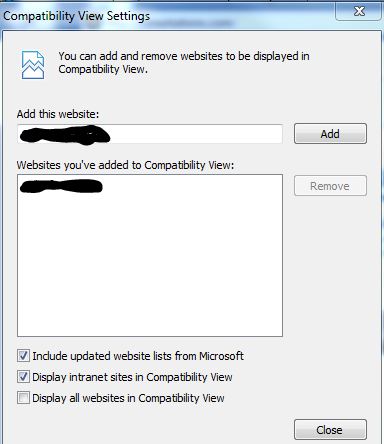 Compatibility View Settings
You can add and remove websites to be displayed in
Compatibility View.
Add this website:
Add
Websites you've added to Compatibility View:
Remove
Include updated website lists from Microsoft
Display intranet sites in Compatibility View
Display all websites in Compatibility View
Close